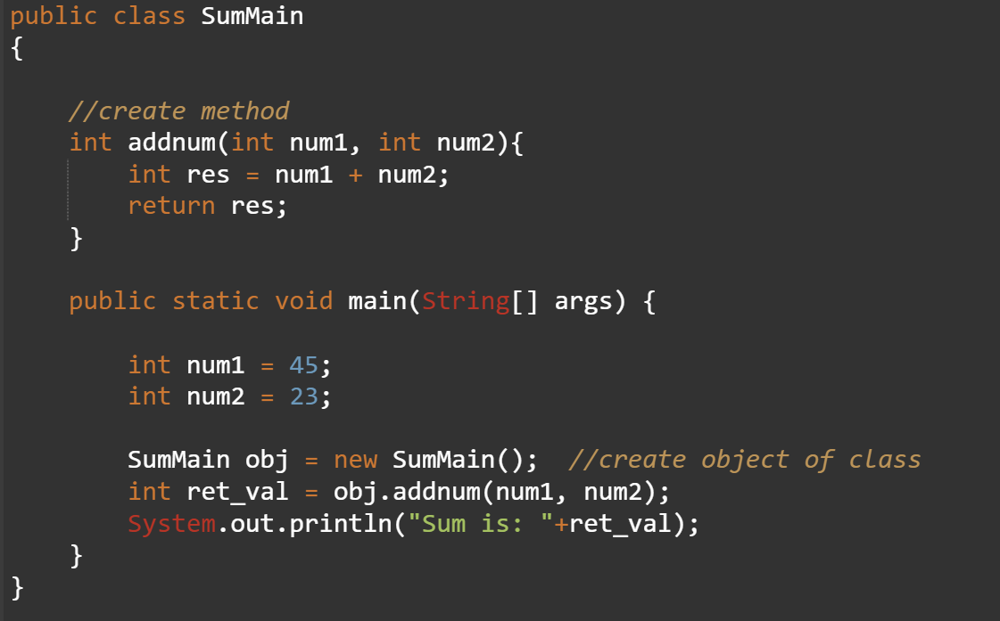 public class SumMain
{
//create method
int addnum(int num1, int num2){
int res = num1 + num2;
return res;
}
public static void main(String[] args) {
int num1 = 45;
int num2 = 23;
SumMain obj = new SumMain();  //create object of class
int ret_val = obj.addnum(num1, num2);
System.out.println("Sum is: "+ret_val);
}
}